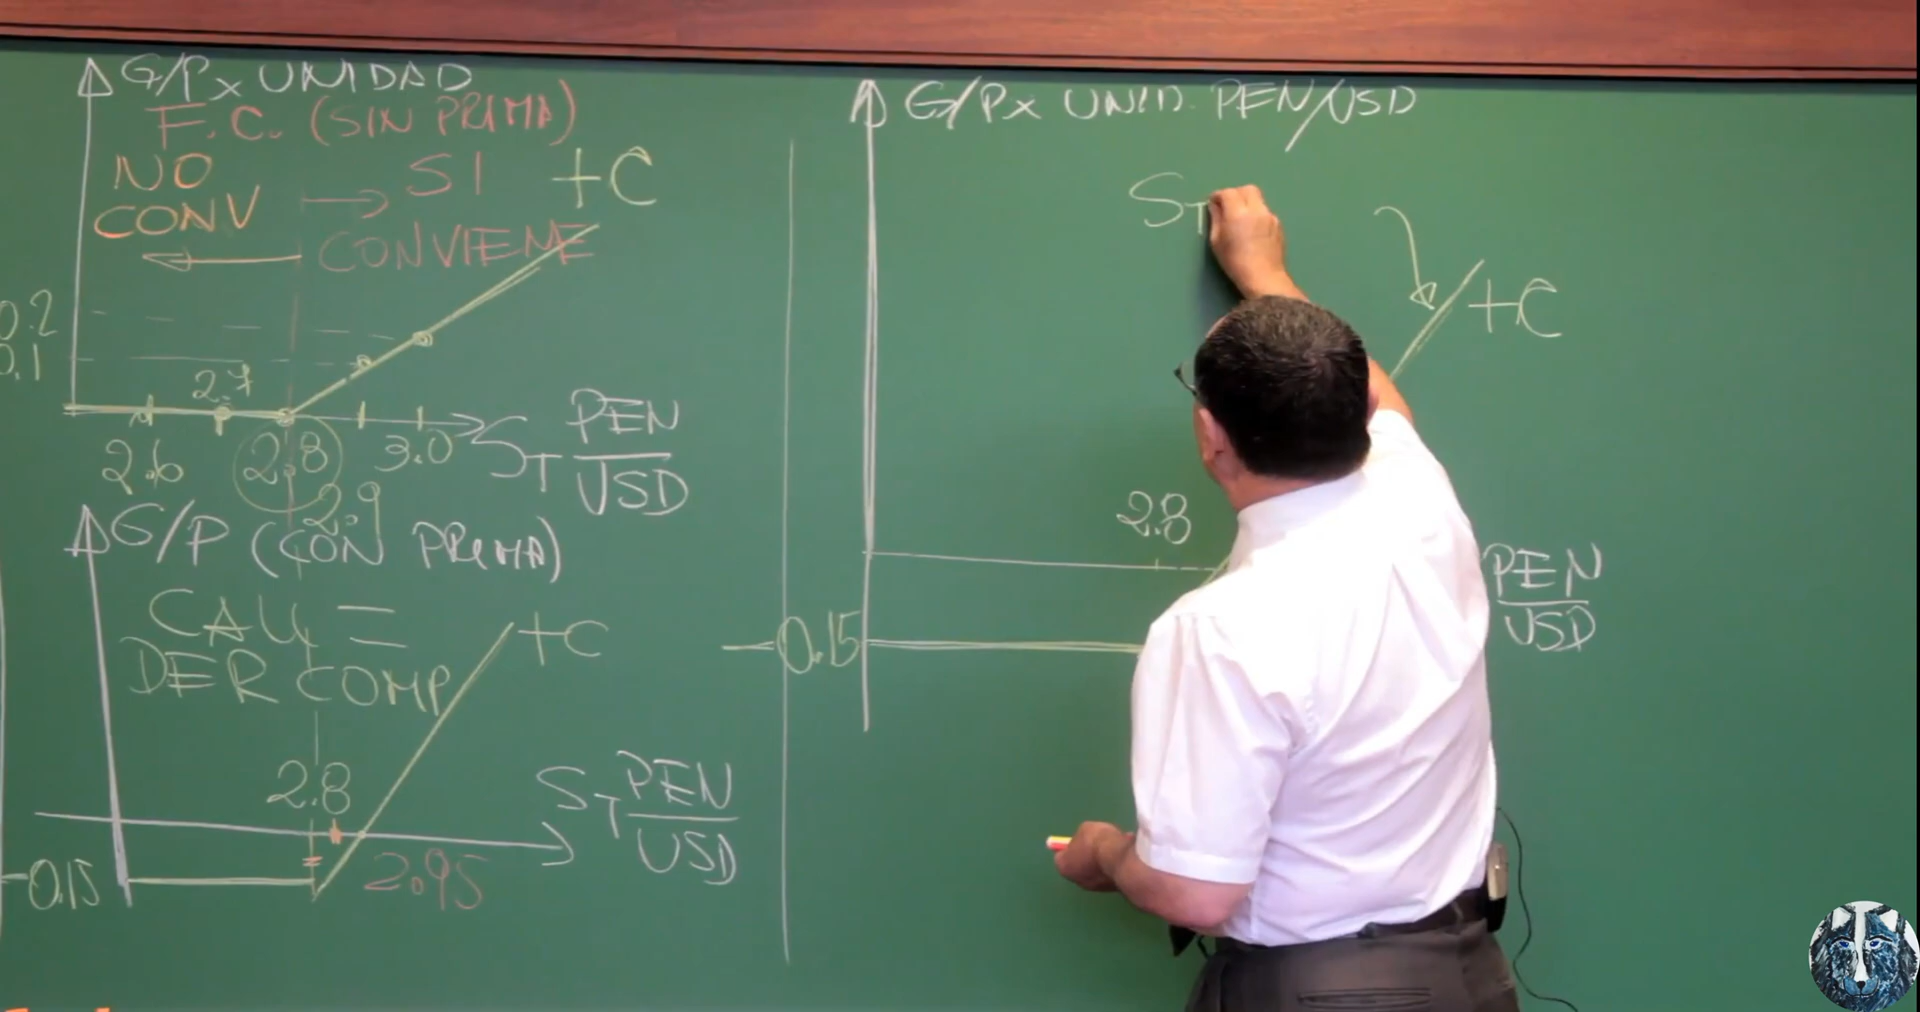 G/P x UNIDAD
F.C. (SIN PRIMA)
NO
CONV
SI
CONVIENE
+C
0.2
0.1
2.7
2.6
2.8
2.9
3.0
ST PEN/USD
G/P (CON PRIMA)
CALL =
DER COMP
+C
2.8
-0.15
2.95
ST PEN/USD
G/P x UNID. PEN/USD
ST
+C
2.8
-0.15
PEN/USD